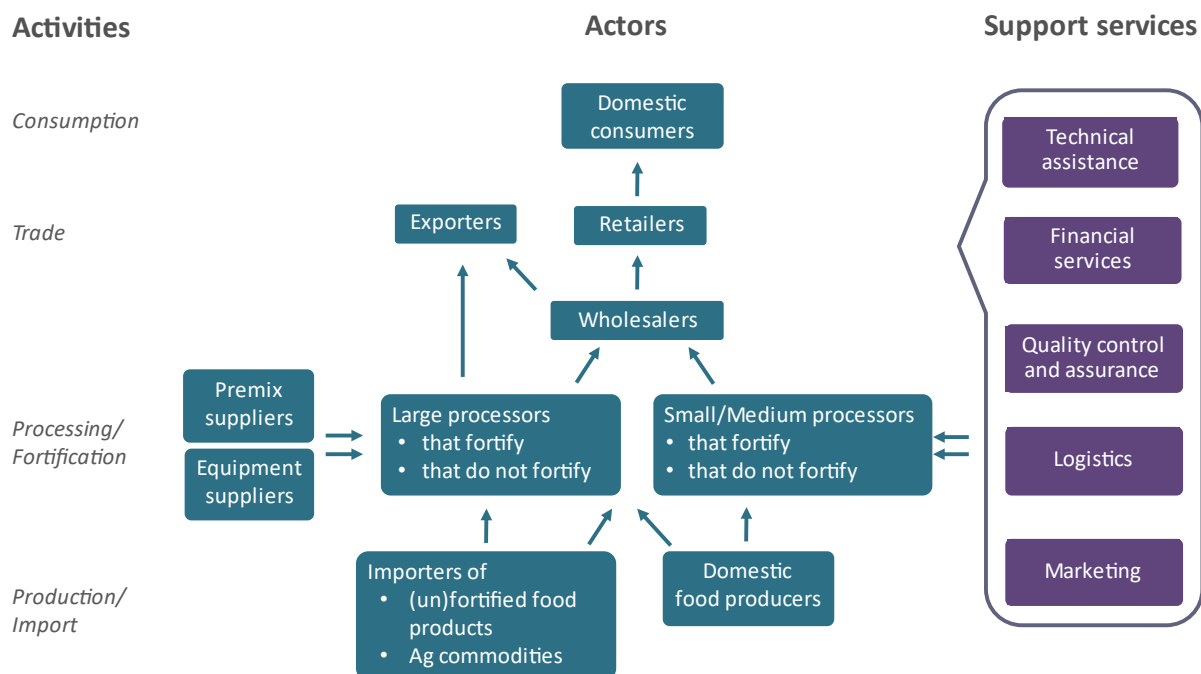 Activities
Actors
Support services
Consumption
Domestic
consumers
Technical
assistance
Trade
Exporters
Retailers
Financial
services
Wholesalers
Quality control
and assurance
Premix
suppliers
Equipment
suppliers
Processing/
Fortification
Large processors
• that fortify
• that do not fortify
Small/Medium processors
• that fortify
• that do not fortify
Logistics
Production/
Import
Importers of
• (un)fortified food
products
• Ag commodities
Domestic
food producers
Marketing